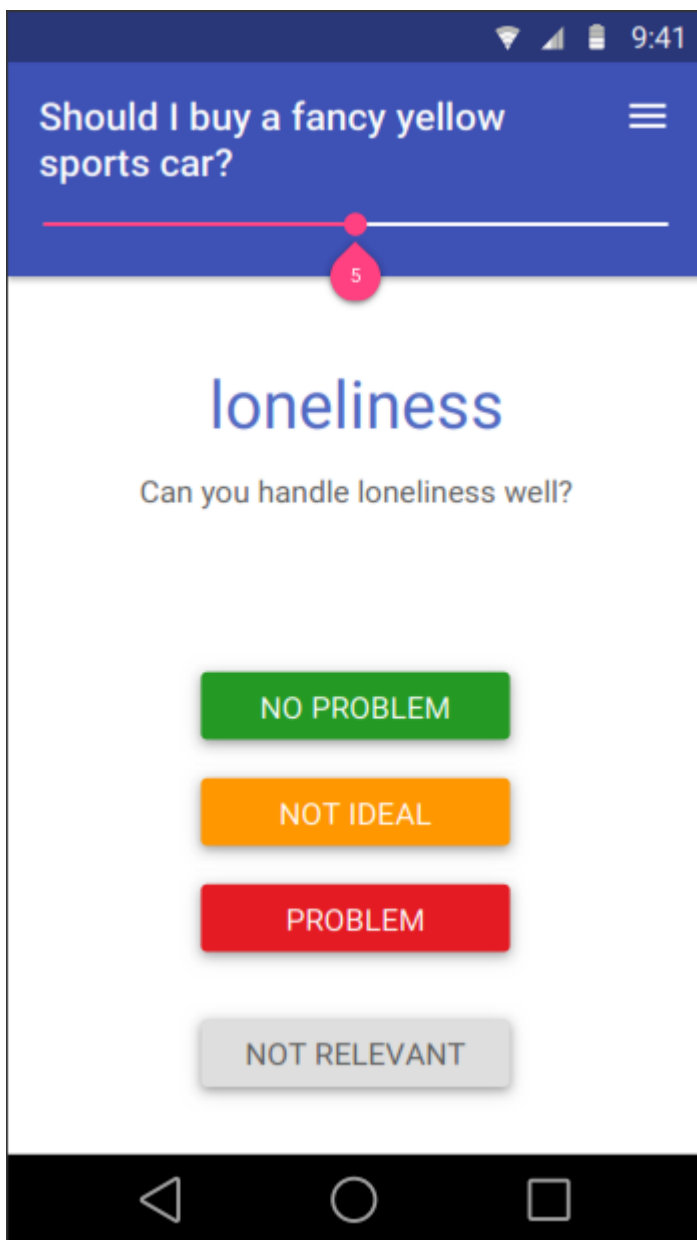 9:41
Should I buy a fancy yellow
sports car?
5
loneliness
Can you handle loneliness well?
NO PROBLEM
NOT IDEAL
PROBLEM
NOT RELEVANT